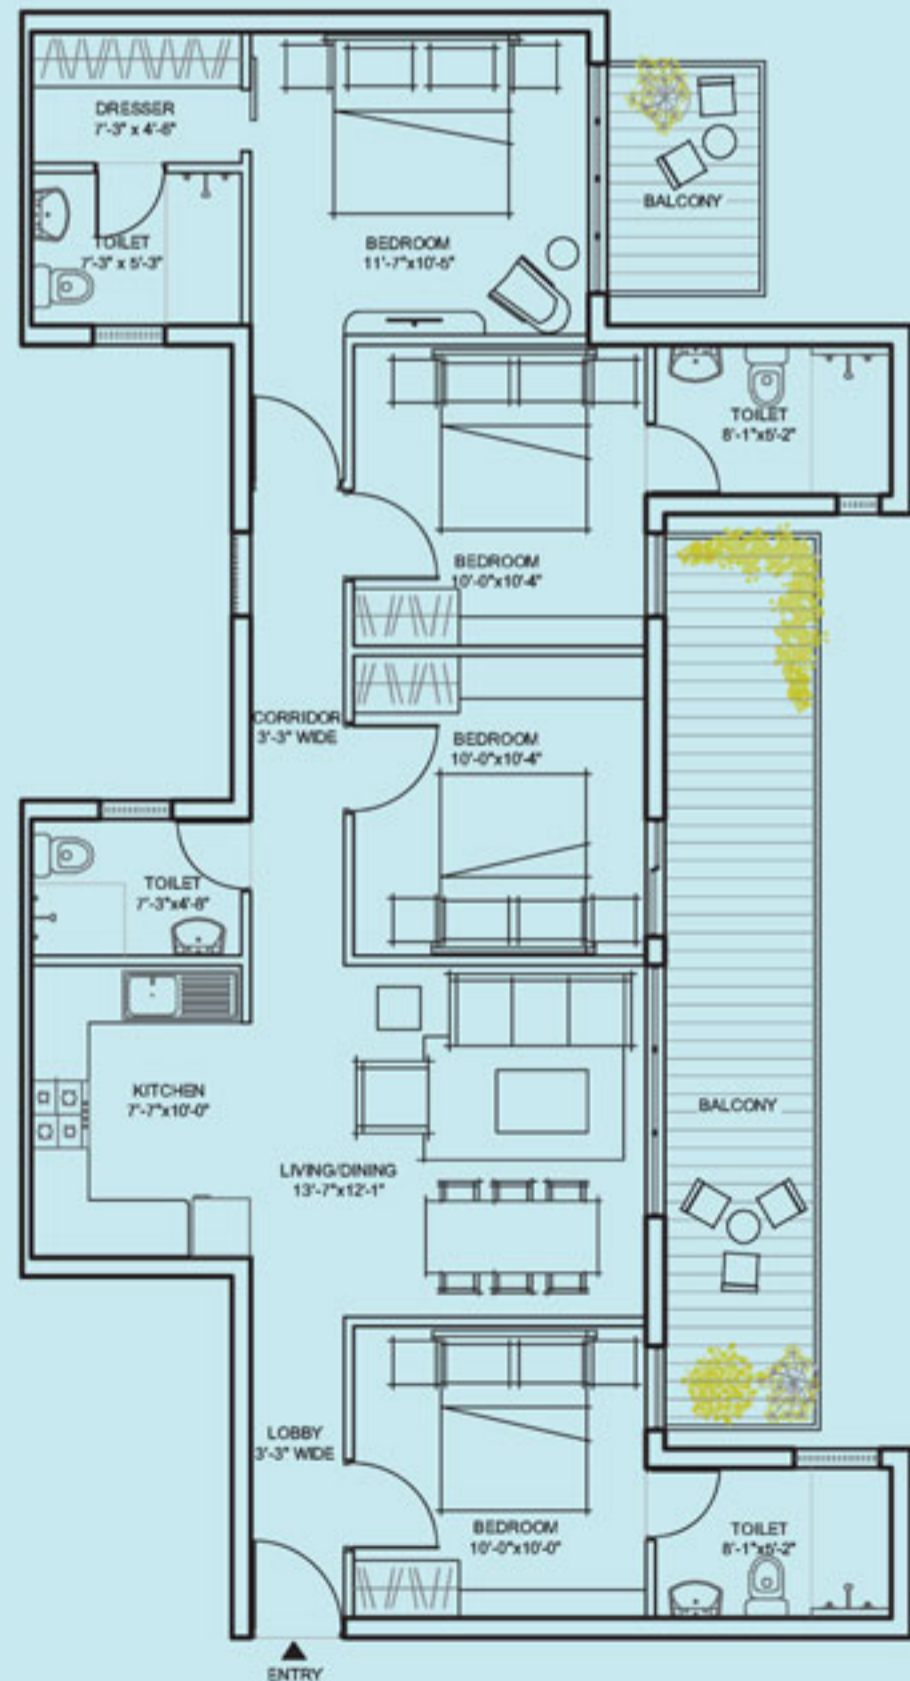 DRESSER
7'-3" x 4'-6"
BALCONY
TOILET
7'-3" x 5'-3"
BEDROOM
11'-7"x10'-5"
TOILET
8'-1"x5'-2"
BEDROOM
10'-0"x10'-4"
CORRIDOR
3'-3" WIDE
BEDROOM
10'-0"x10'-4"
TOILET
7'-3"x4'-8"
KITCHEN
7'-7"x10'-0"
BALCONY
LIVING/DINING
13'-7"x12'-1"
LOBBY
3'-3" WIDE
BEDROOM
10'-0"x10'-0"
TOILET
8'-1"x5'-2"
ENTRY